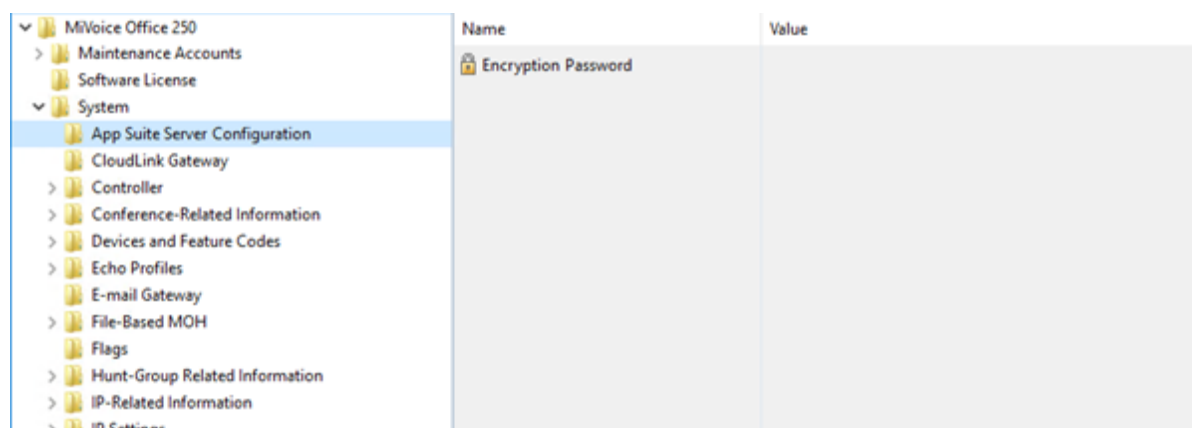 MiVoice Office 250
Maintenance Accounts
Software License
System
App Suite Server Configuration
CloudLink Gateway
Controller
Conference-Related Information
Devices and Feature Codes
Echo Profiles
E-mail Gateway
File-Based MOH
Flags
Hunt-Group Related Information
IP-Related Information
IP Settings
Name Value
Encryption Password